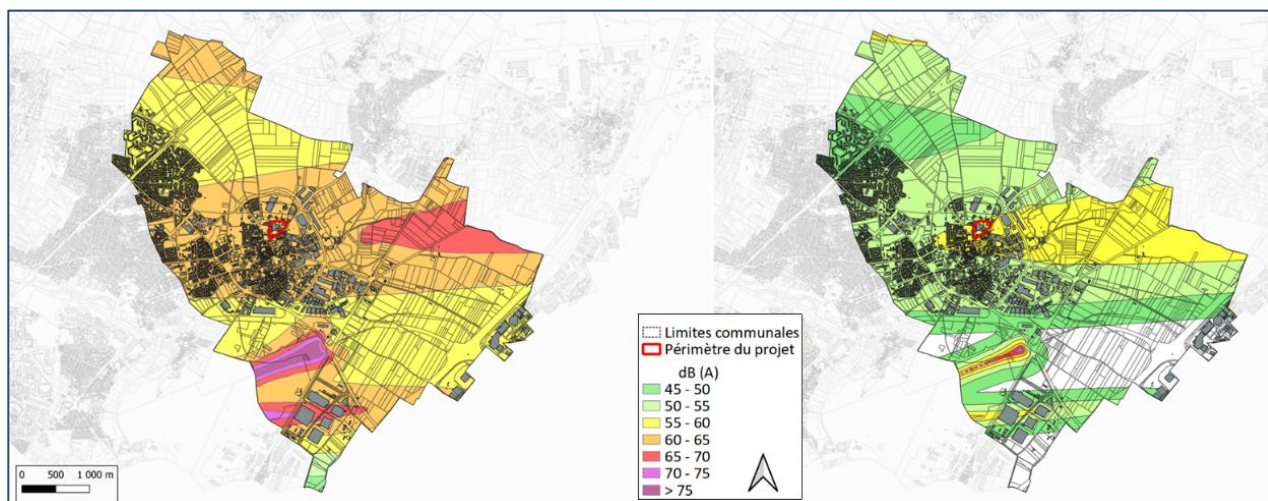 Limites communales
Périmètre du projet
dB (A)
45 - 50
50 - 55
55 - 60
60 - 65
65 - 70
70 - 75
> 75
0 500 1 000 m